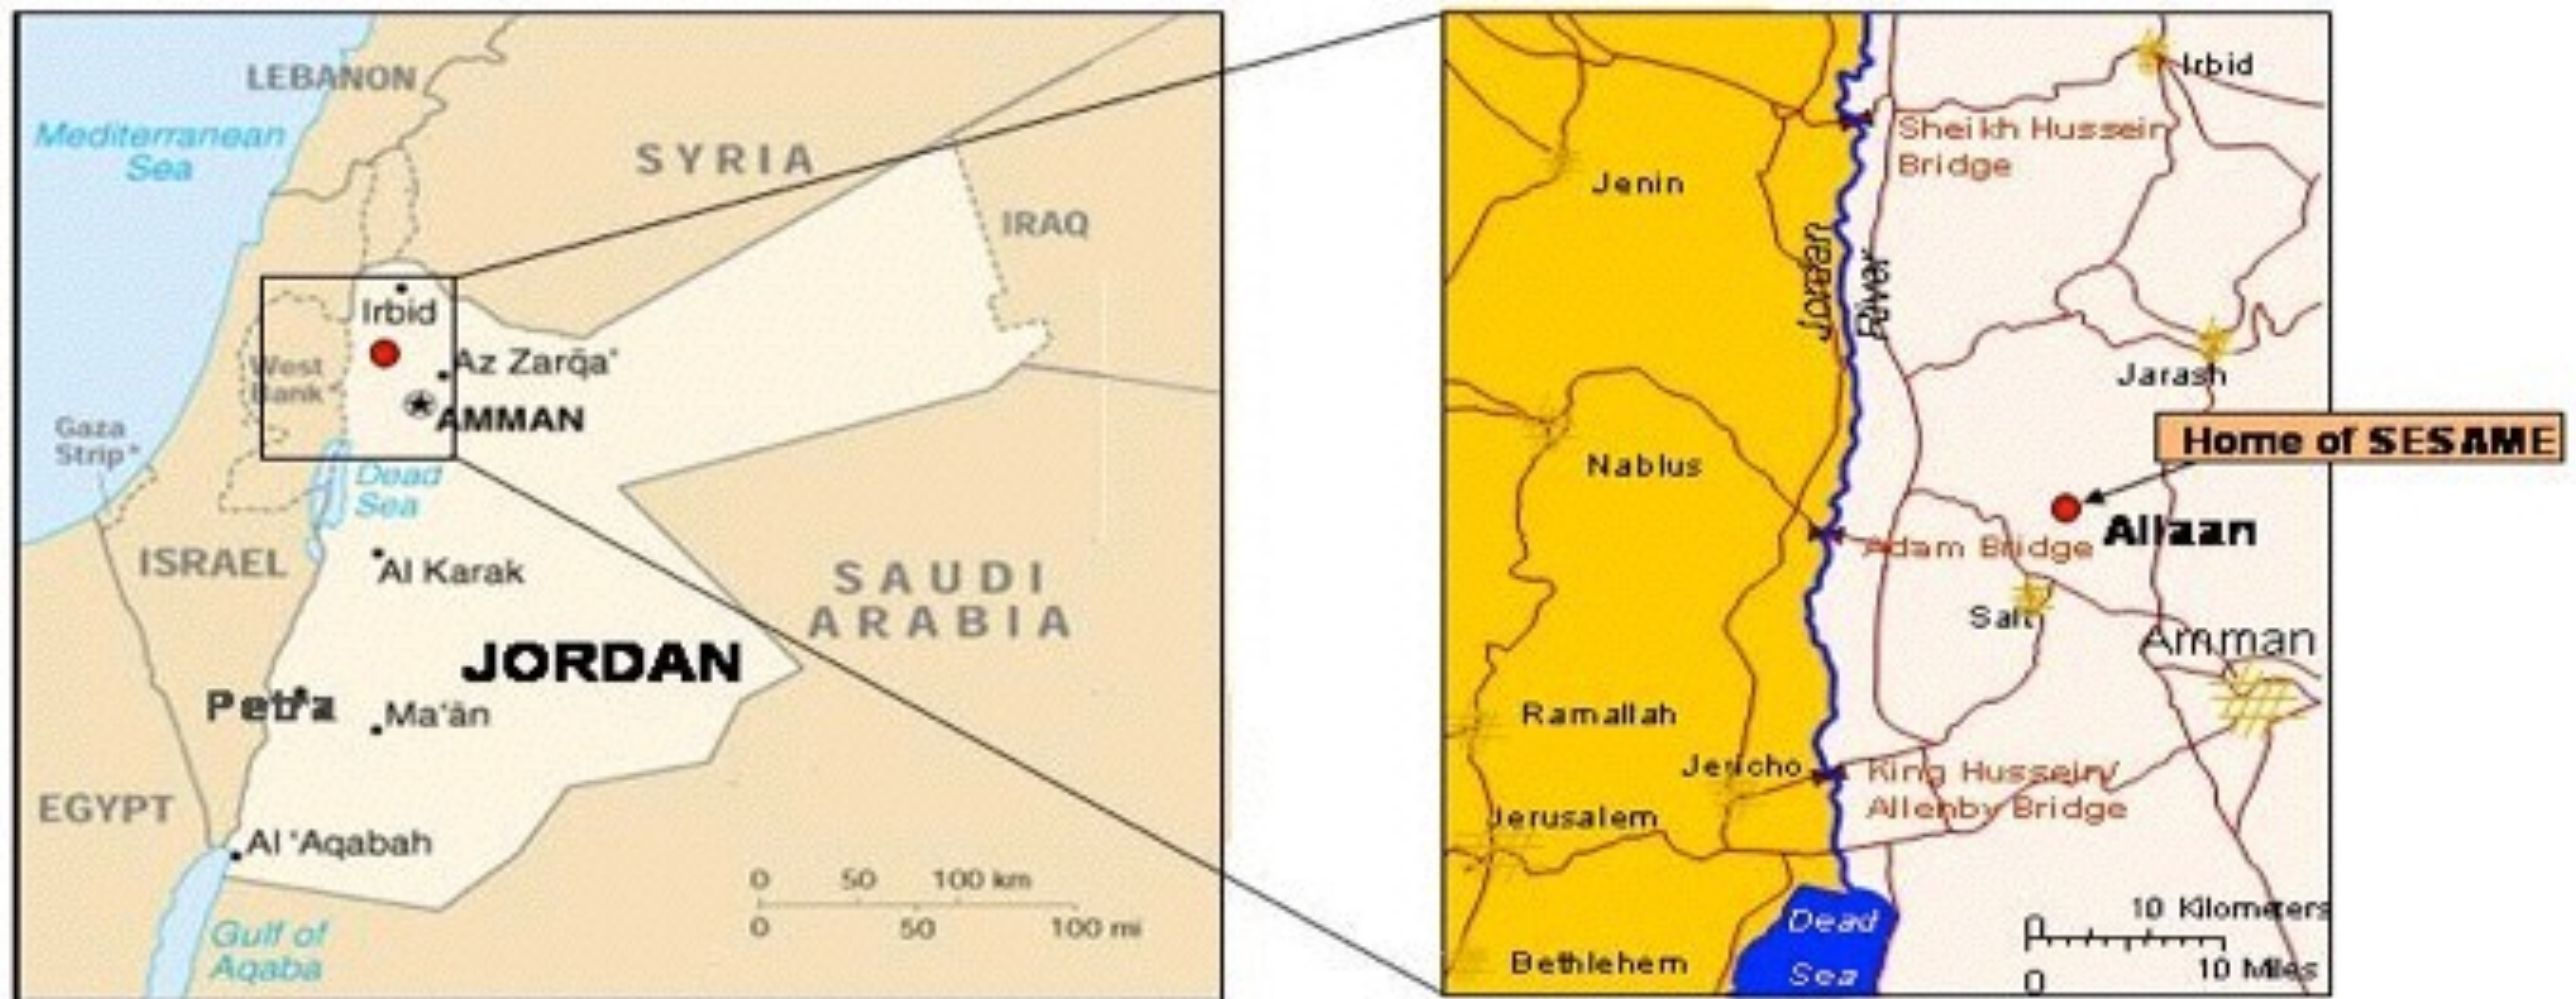 LEBANON
Mediterranean
Sea
SYRIA
IRAQ
Irbid
West
Bank*
Az Zarqa'
AMMAN
Gaza
Strip*
Dead
Sea
ISRAEL
Al Karak
SAUDI
ARABIA
JORDAN
Petra
Ma'ān
EGYPT
Al 'Aqabah
Gulf of
Aqaba
0 50 100 km
0 50 100 mi
Irbid
Sheikh Hussein
Bridge
Jenin
Jordan
River
Jarash
Home of SESAME
Nablus
Allaan
Adam Bridge
Salt
Amman
Ramallah
Jericho
King Hussein/
Allenby Bridge
Jerusalem
Dead
Sea
Bethlehem
0 10 Kilometers
0 10 Miles